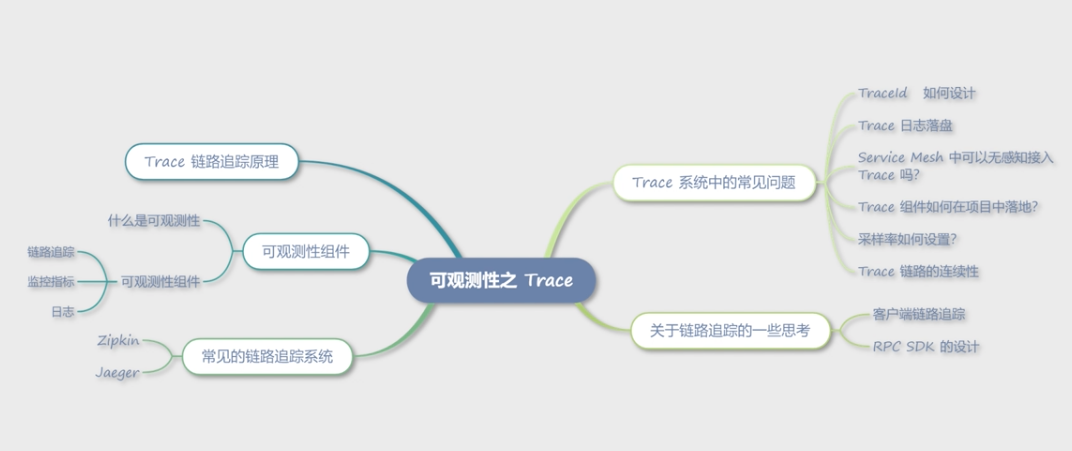 可观测性之 Trace
Trace 链路追踪原理
可观测性组件
什么是可观测性
可观测性组件
链路追踪
监控指标
日志
常见的链路追踪系统
Zipkin
Jaeger
Trace 系统中的常见问题
TraceId 如何设计
Trace 日志落盘
Service Mesh 中可以无感知接入
Trace 吗?
Trace 组件如何在项目中落地?
采样率如何设置?
Trace 链路的连续性
关于链路追踪的一些思考
客户端链路追踪
RPC SDK 的设计